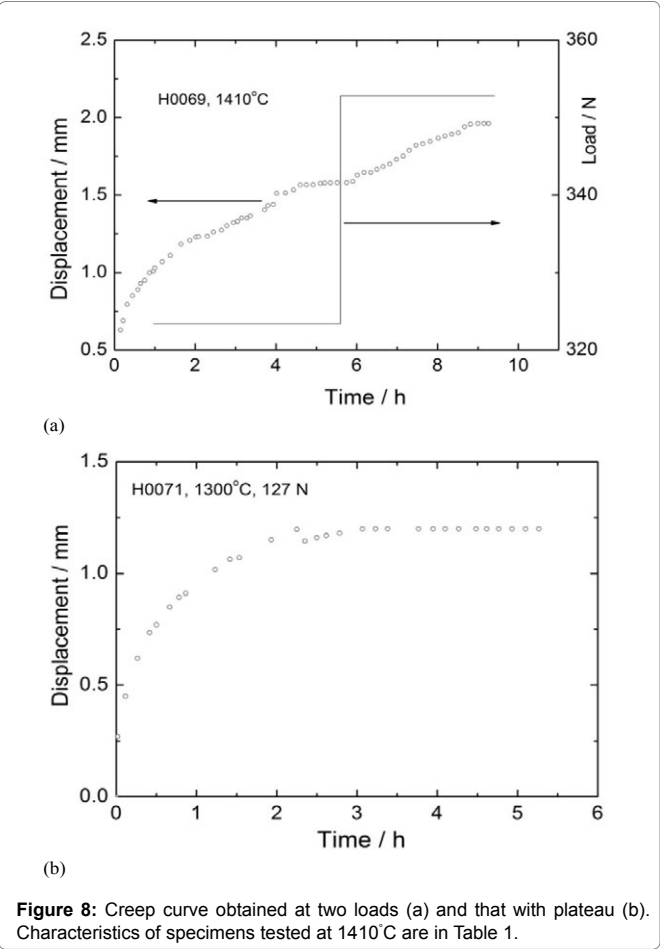 2.5
360
H0069, 1410°C
2.0
Displacement / mm
1.5
340
Load / N
1.0
0.5
320
0 2 4 6 8 10
Time / h
(a)
1.5
H0071, 1300°C, 127 N
1.0
Displacement / mm
0.5
0.0
0 1 2 3 4 5 6
Time / h
(b)
Figure 8: Creep curve obtained at two loads (a) and that with plateau (b).
Characteristics of specimens tested at 1410°C are in Table 1.